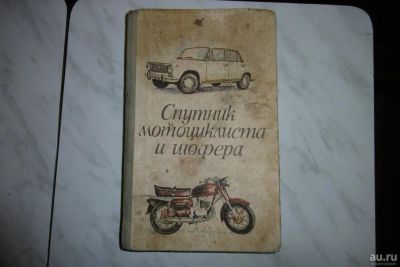 Спутник
мотоциклиста
и шофера
au.ru